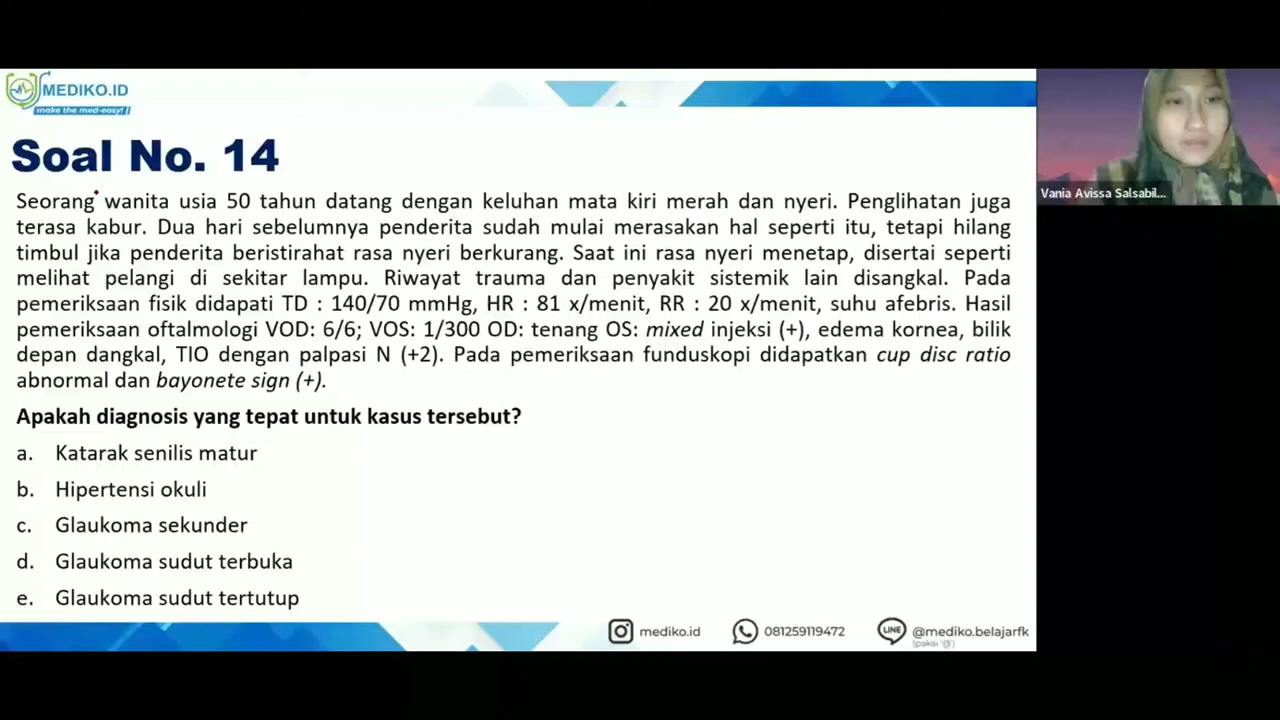 MEDIKO.ID
make the med-easy! ||
Soal No. 14
Seorang wanita usia 50 tahun datang dengan keluhan mata kiri merah dan nyeri. Penglihatan juga
terasa kabur. Dua hari sebelumnya penderita sudah mulai merasakan hal seperti itu, tetapi hilang
timbul jika penderita beristirahat rasa nyeri berkurang. Saat ini rasa nyeri menetap, disertai seperti
melihat pelangi di sekitar lampu. Riwayat trauma dan penyakit sistemik lain disangkal. Pada
pemeriksaan fisik didapati TD : 140/70 mmHg, HR : 81 x/menit, RR : 20 x/menit, suhu afebris. Hasil
pemeriksaan oftalmologi VOD: 6/6; VOS: 1/300 OD: tenang OS: mixed injeksi (+), edema kornea, bilik
depan dangkal, TIO dengan palpasi N (+2). Pada pemeriksaan funduskopi didapatkan cup disc ratio
abnormal dan bayonete sign (+).
Apakah diagnosis yang tepat untuk kasus tersebut?
a. Katarak senilis matur
b. Hipertensi okuli
c. Glaukoma sekunder
d. Glaukoma sudut terbuka
e. Glaukoma sudut tertutup
mediko.id
081259119472
LINE
@mediko.belajarfk
(pakai '@')
Vania Avissa Salsabil...